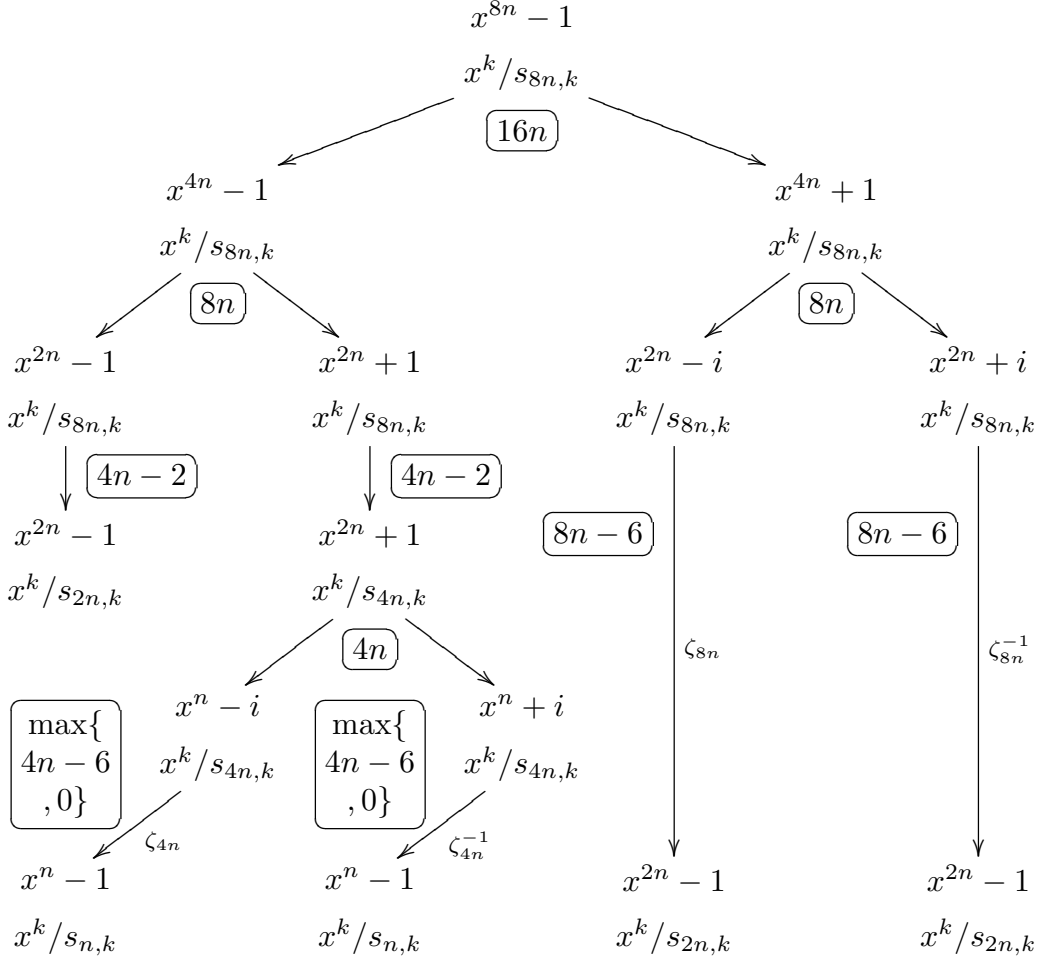 x^{8n} − 1
x^k/s_{8n,k}
16n
x^{4n} − 1 x^{4n} + 1
x^k/s_{8n,k} x^k/s_{8n,k}
8n 8n
x^{2n} − 1 x^{2n} + 1 x^{2n} − i x^{2n} + i
x^k/s_{8n,k} x^k/s_{8n,k} x^k/s_{8n,k} x^k/s_{8n,k}
4n − 2 4n − 2
x^{2n} − 1 x^{2n} + 1 8n − 6 8n − 6
x^k/s_{2n,k} x^k/s_{4n,k}
4n ζ_{8n} ζ_{8n}^{−1}
x^n − i x^n + i
max{
4n − 6
, 0}
max{
4n − 6
, 0}
x^k/s_{4n,k} x^k/s_{4n,k}
ζ_{4n} ζ_{4n}^{−1}
x^n − 1 x^n − 1 x^{2n} − 1 x^{2n} − 1
x^k/s_{n,k} x^k/s_{n,k} x^k/s_{2n,k} x^k/s_{2n,k}